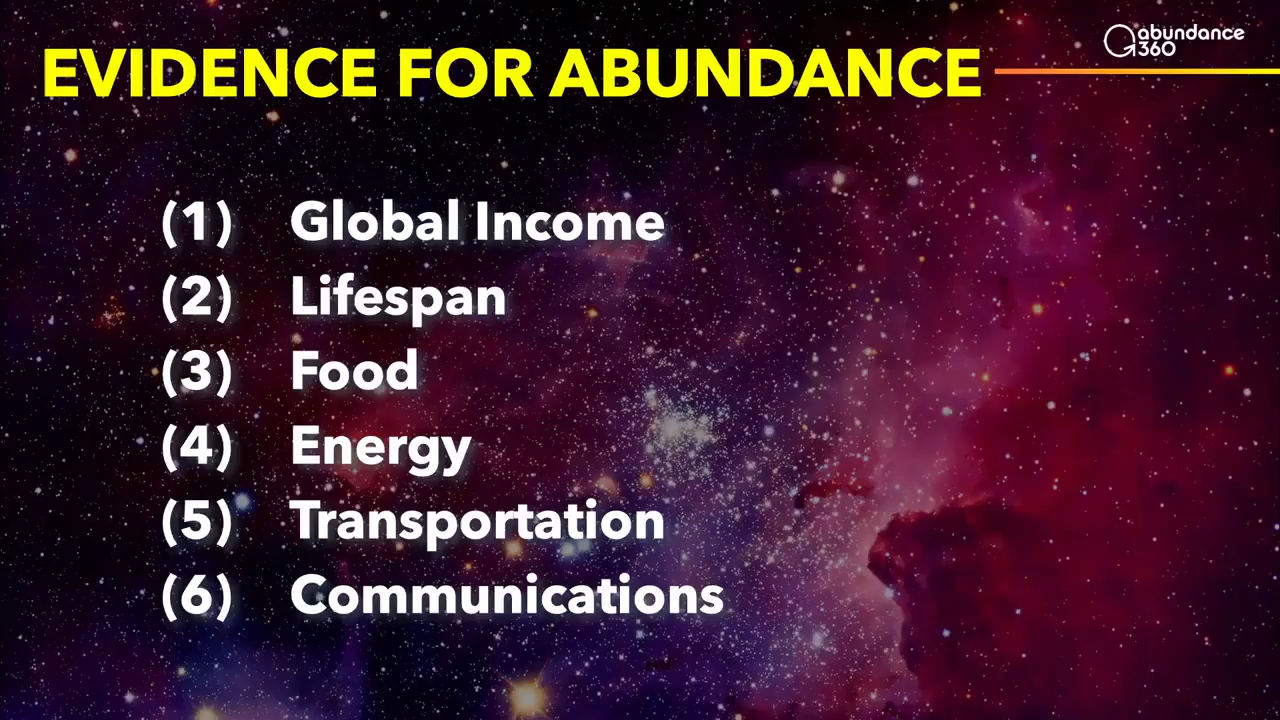 abundance
360
EVIDENCE FOR ABUNDANCE
(1) Global Income
(2) Lifespan
(3) Food
(4) Energy
(5) Transportation
(6) Communications